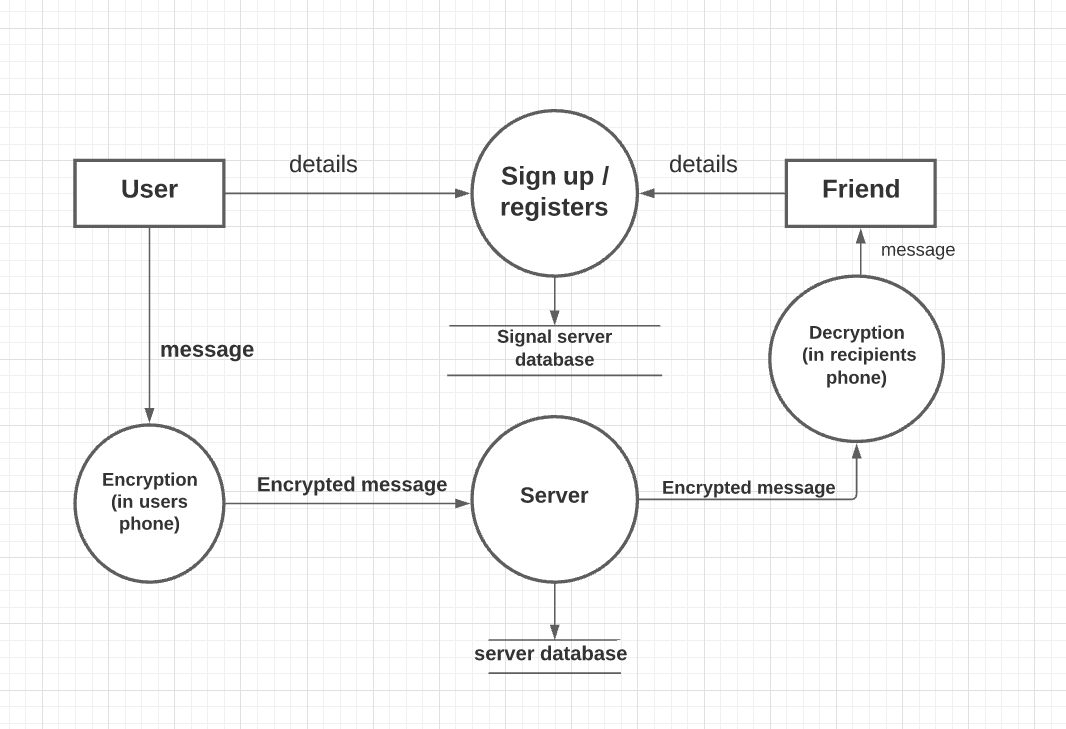 details
details
User
Sign up /
registers
Friend
message
Signal server
database
Decryption
(in recipients
phone)
message
Encryption
(in users
phone)
Encrypted message
Server
Encrypted message
server database